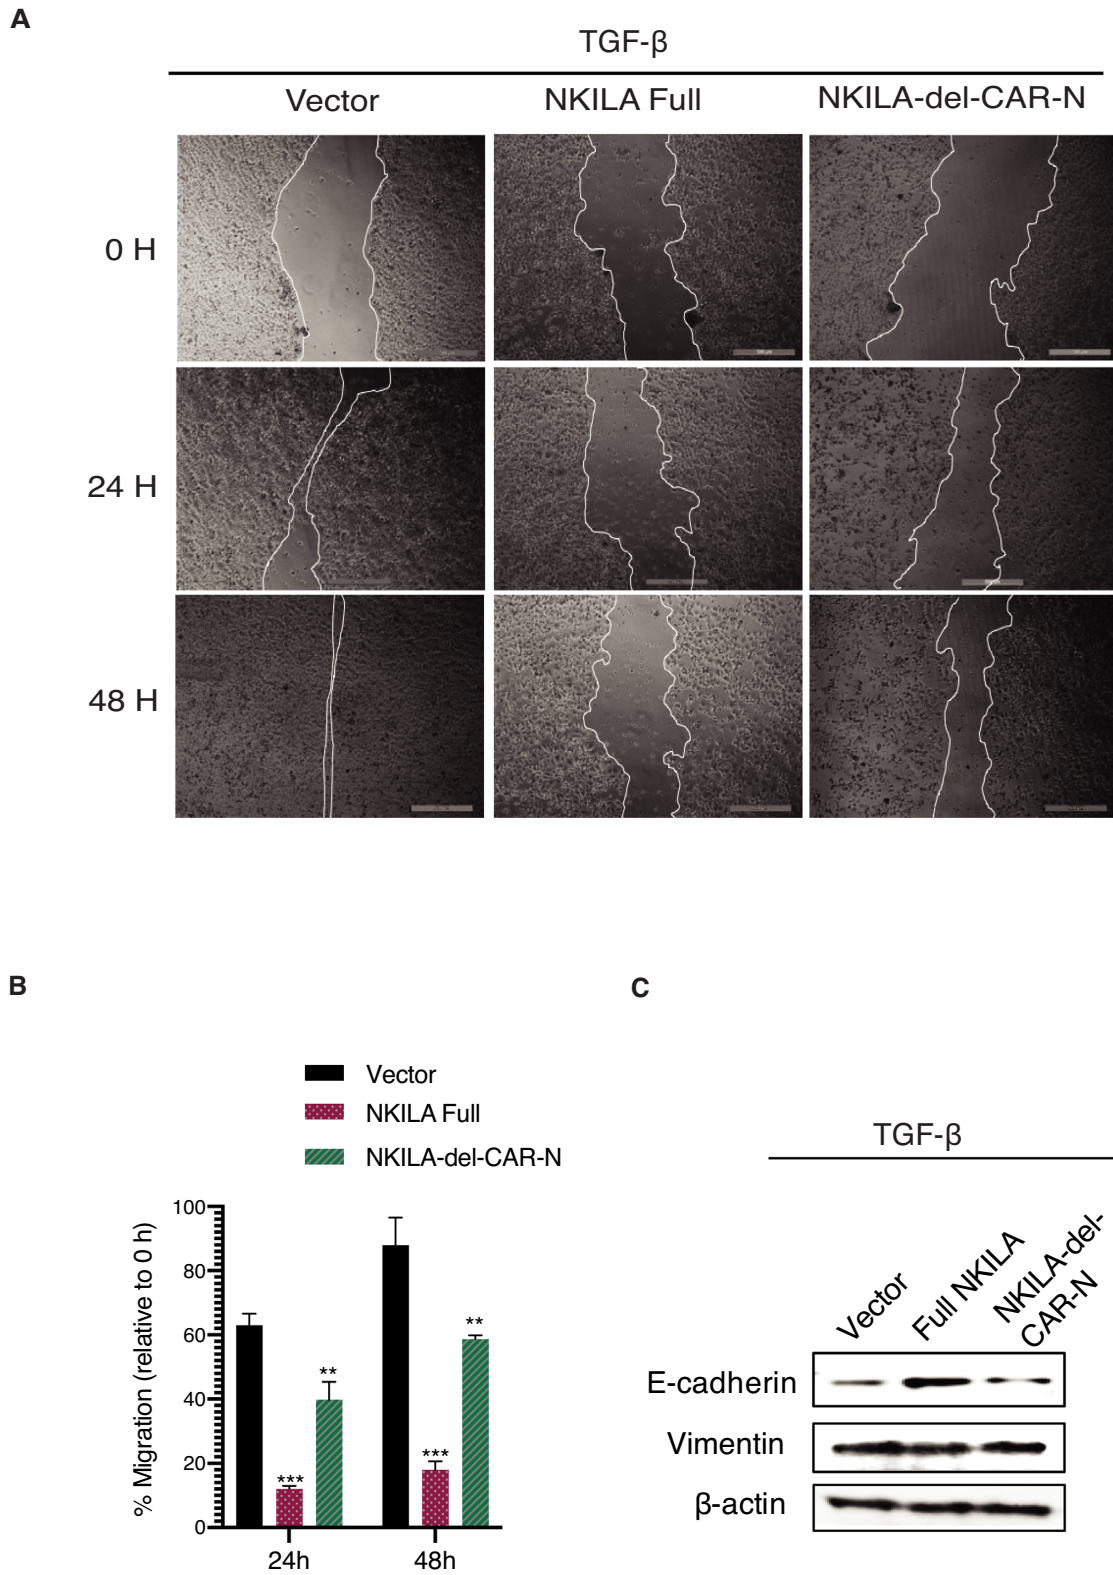 A
TGF-β
Vector
NKILA Full
NKILA-del-CAR-N
0 H
24 H
48 H
B
C
Vector
NKILA Full
NKILA-del-CAR-N
% Migration (relative to 0 h)
100
80
60
40
20
0
***
**
***
**
24h
48h
TGF-β
Vector
Full NKILA
NKILA-del-
CAR-N
E-cadherin
Vimentin
β-actin